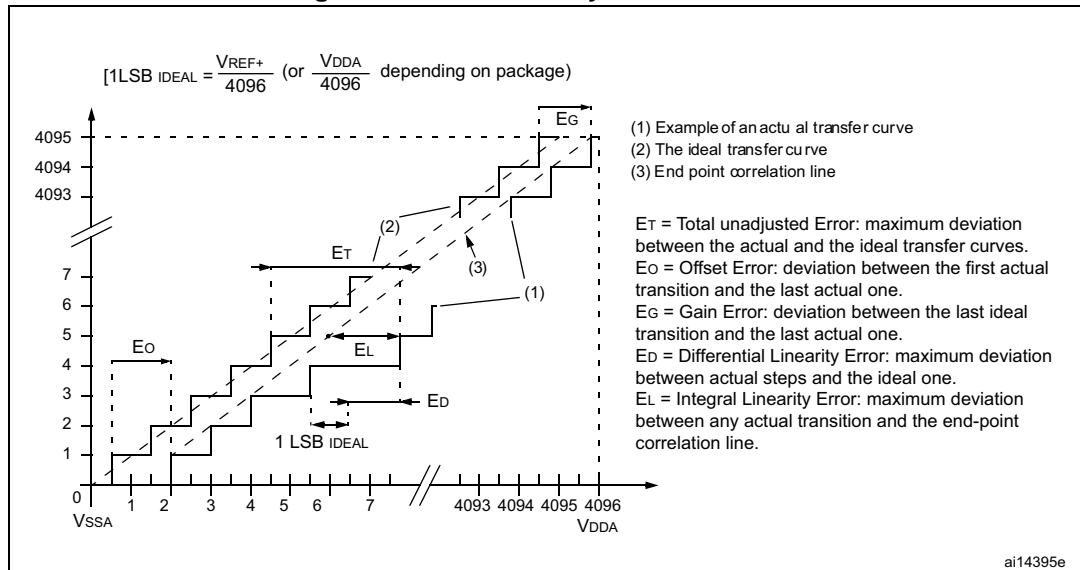 [1LSB IDEAL = VREF+ / 4096 (or VDDA / 4096 depending on package)
EG
4095
4094
4093
7
6
5
4
3
2
1
0
(1) Example of an actu al transfer curve
(2) The ideal transfer cu rve
(3) End point correlation line
(2)
ET
(3)
(1)
EO
EL
ED
1 LSB IDEAL
1 2 3 4 5 6 7 4093 4094 4095 4096
VSSA
VDDA
ET = Total unadjusted Error: maximum deviation
between the actual and the ideal transfer curves.
EO = Offset Error: deviation between the first actual
transition and the last actual one.
EG = Gain Error: deviation between the last ideal
transition and the last actual one.
ED = Differential Linearity Error: maximum deviation
between actual steps and the ideal one.
EL = Integral Linearity Error: maximum deviation
between any actual transition and the end-point
correlation line.
ai14395e